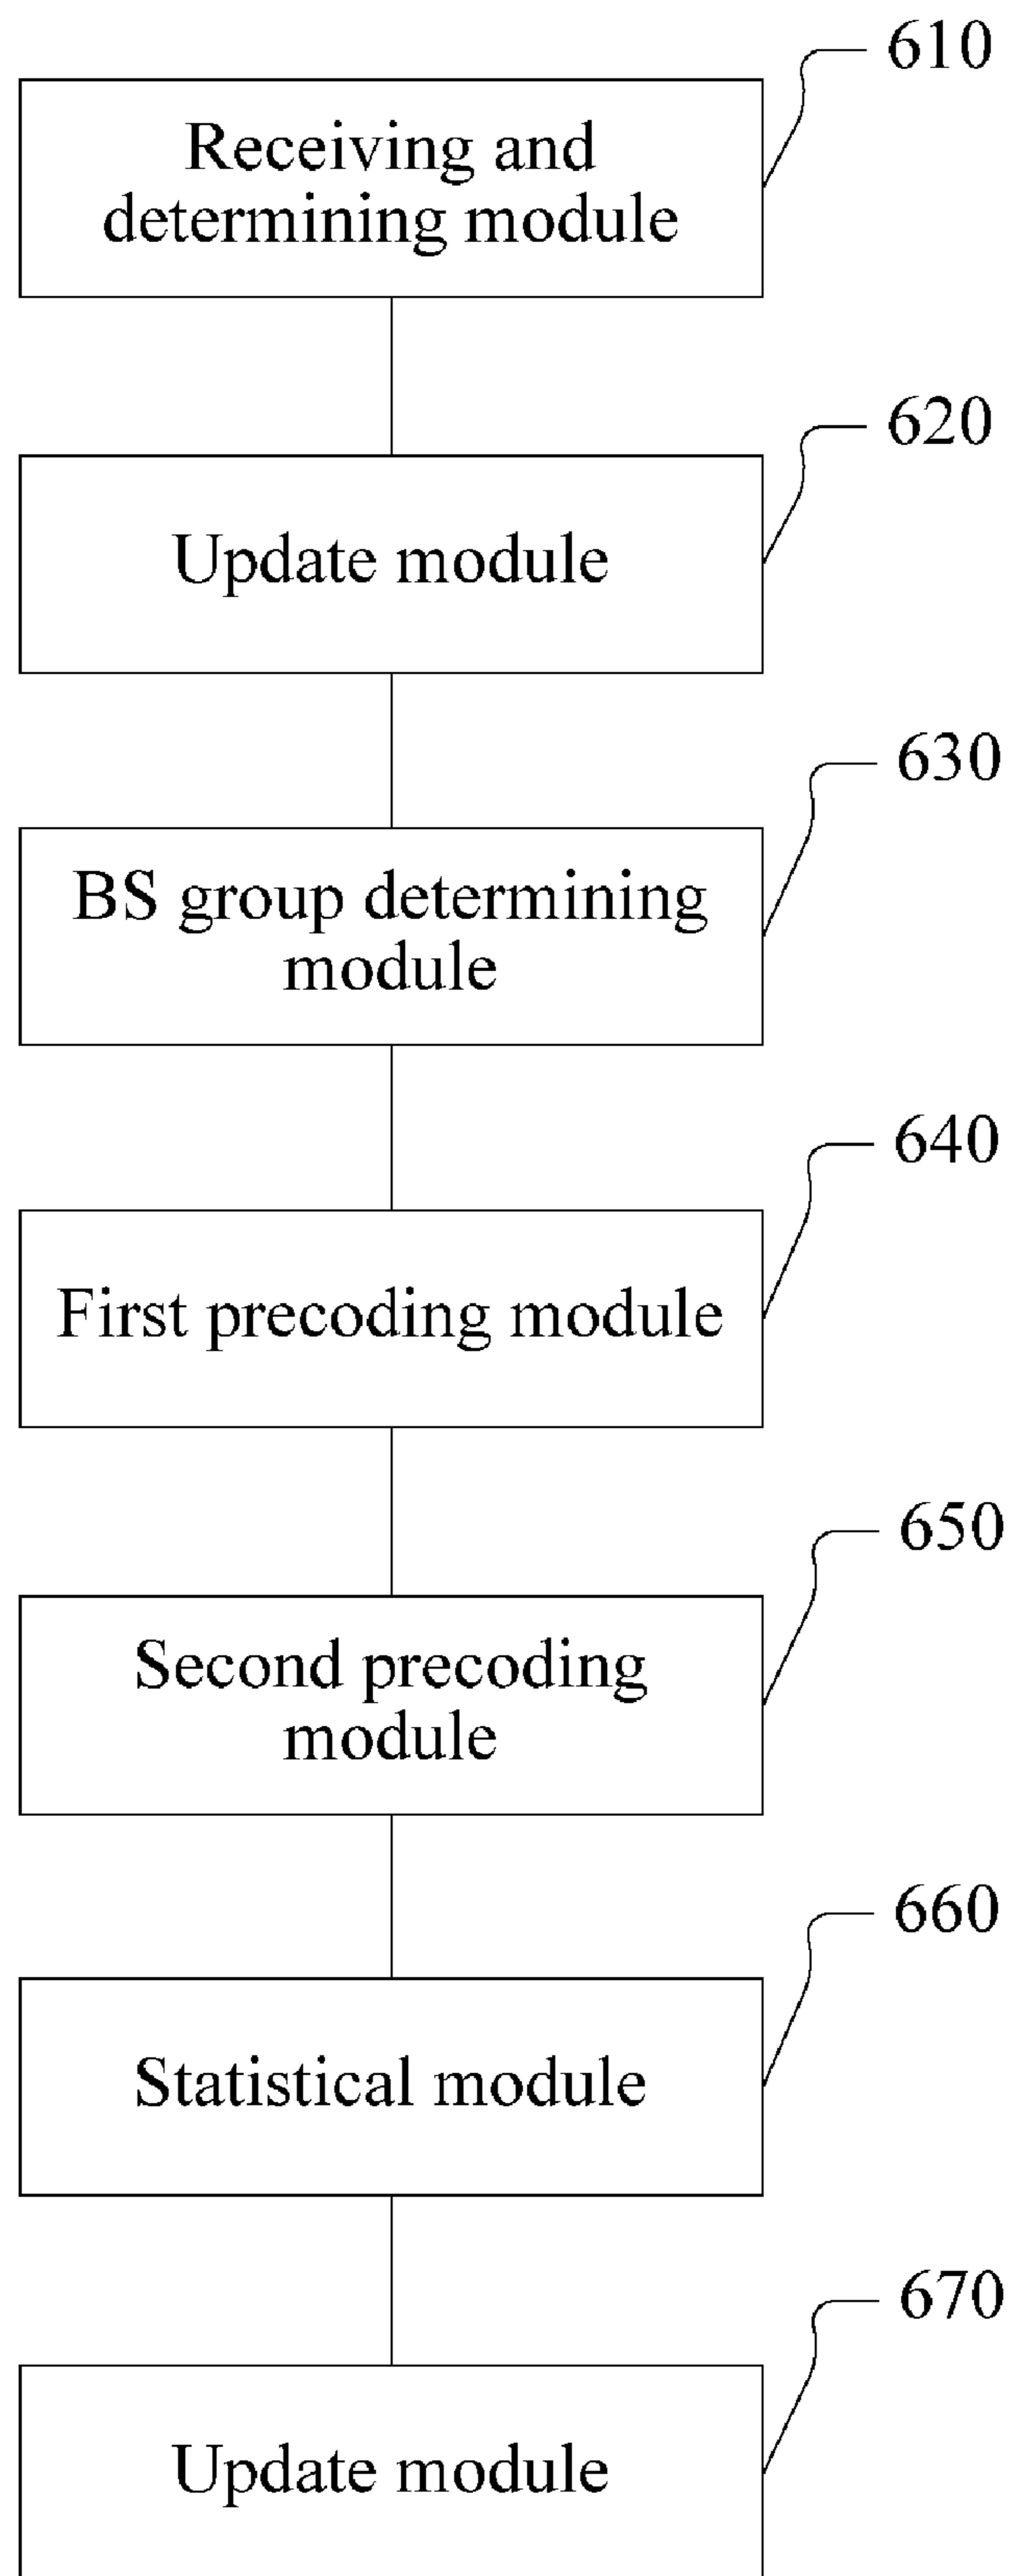 610
Receiving and
determining module
620
Update module
630
BS group determining
module
640
First precoding module
650
Second precoding
module
660
Statistical module
670
Update module